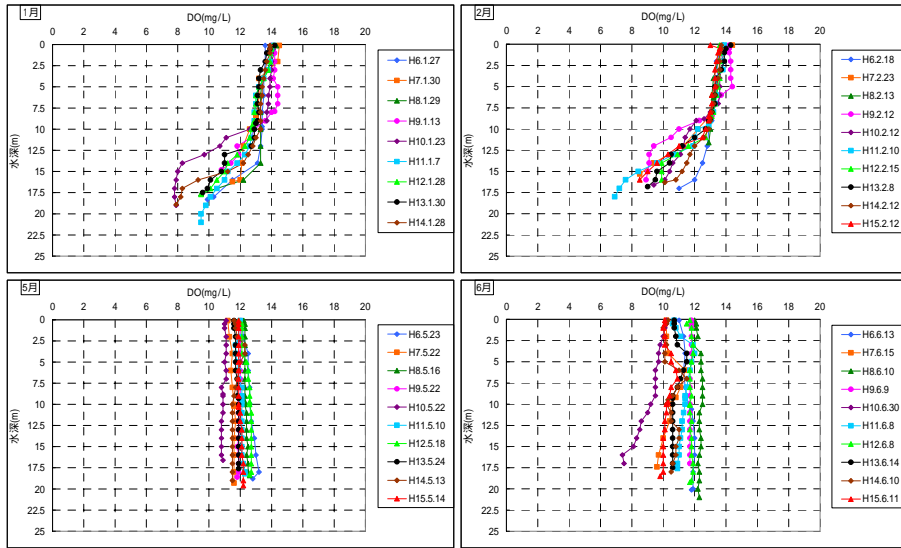 1月
DO(mg/L)
0 2 4 6 8 10 12 14 16 18 20
水深(m)
0
2.5
5
7.5
10
12.5
15
17.5
20
22.5
25
H6.1.27
H7.1.30
H8.1.29
H9.1.13
H10.1.23
H11.1.7
H12.1.28
H13.1.30
H14.1.28
2月
DO(mg/L)
0 2 4 6 8 10 12 14 16 18 20
水深(m)
0
2.5
5
7.5
10
12.5
15
17.5
20
22.5
25
H6.2.18
H7.2.23
H8.2.13
H9.2.12
H10.2.12
H11.2.10
H12.2.15
H13.2.8
H14.2.12
H15.2.12
5月
DO(mg/L)
0 2 4 6 8 10 12 14 16 18 20
水深(m)
0
2.5
5
7.5
10
12.5
15
17.5
20
22.5
25
H6.5.23
H7.5.22
H8.5.16
H9.5.22
H10.5.22
H11.5.10
H12.5.18
H13.5.24
H14.5.13
H15.5.14
6月
DO(mg/L)
0 2 4 6 8 10 12 14 16 18 20
水深(m)
0
2.5
5
7.5
10
12.5
15
17.5
20
22.5
25
H6.6.13
H7.6.15
H8.6.10
H9.6.9
H10.6.30
H11.6.8
H12.6.8
H13.6.14
H14.6.10
H15.6.11